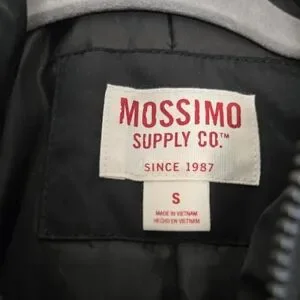 MOSSIMO
SUPPLY CO.™
SINCE 1987
S
MADE IN VIETNAM
HECHO EN VIETNAM